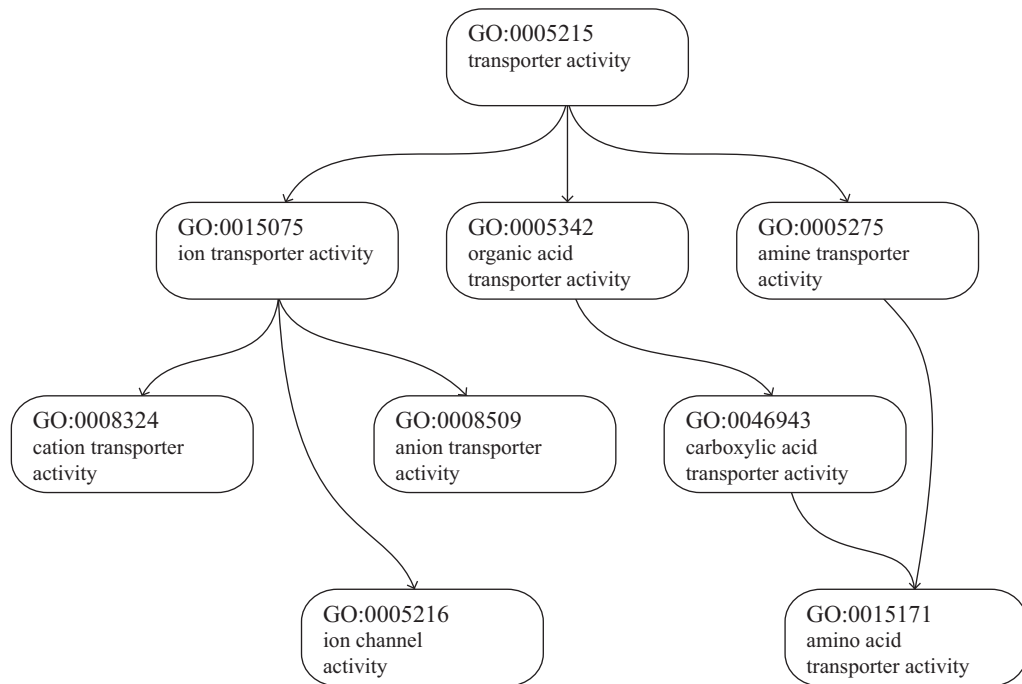 GO:0005215
transporter activity
GO:0015075
ion transporter activity
GO:0005342
organic acid
transporter activity
GO:0005275
amine transporter
activity
GO:0008324
cation transporter
activity
GO:0008509
anion transporter
activity
GO:0046943
carboxylic acid
transporter activity
GO:0005216
ion channel
activity
GO:0015171
amino acid
transporter activity